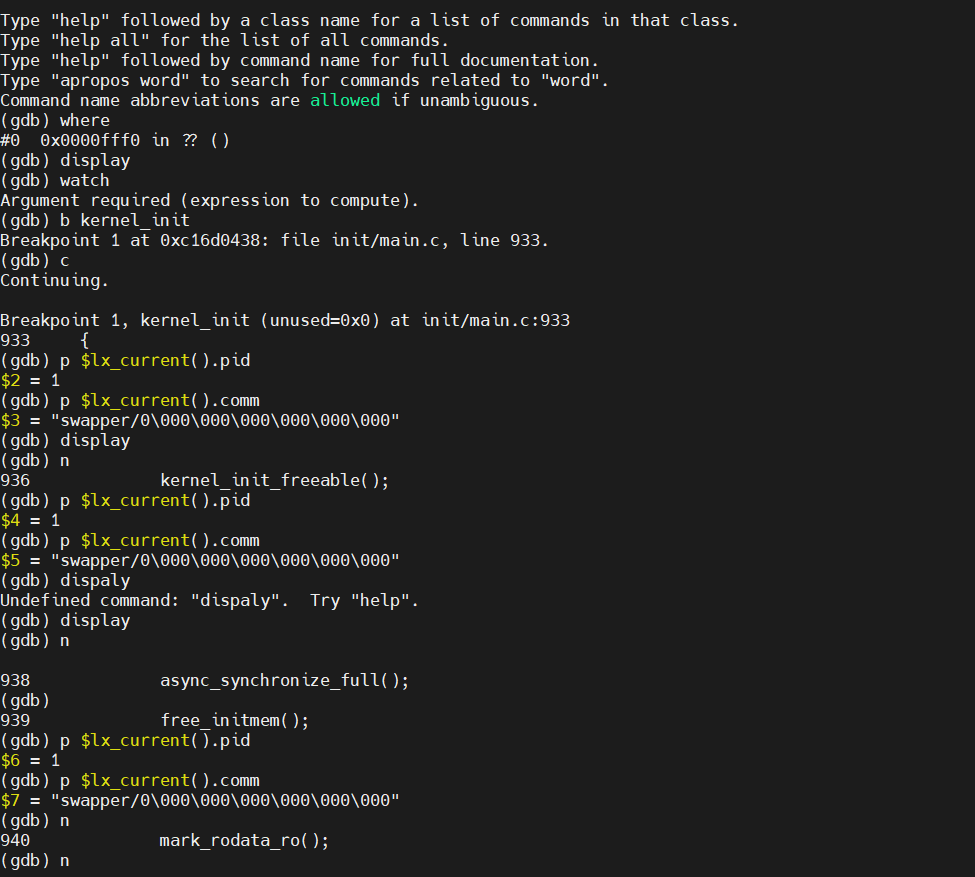 Type "help" followed by a class name for a list of commands in that class.
Type "help all" for the list of all commands.
Type "help" followed by command name for full documentation.
Type "apropos word" to search for commands related to "word".
Command name abbreviations are allowed if unambiguous.
(gdb) where
#0  0x0000fff0 in ?? ()
(gdb) display
(gdb) watch
Argument required (expression to compute).
(gdb) b kernel_init
Breakpoint 1 at 0xc16d0438: file init/main.c, line 933.
(gdb) c
Continuing.
Breakpoint 1, kernel_init (unused=0x0) at init/main.c:933
933     {
(gdb) p $lx_current().pid
$2 = 1
(gdb) p $lx_current().comm
$3 = "swapper/0\000\000\000\000\000\000"
(gdb) display
(gdb) n
936             kernel_init_freeable();
(gdb) p $lx_current().pid
$4 = 1
(gdb) p $lx_current().comm
$5 = "swapper/0\000\000\000\000\000\000"
(gdb) dispaly
Undefined command: "dispaly".  Try "help".
(gdb) display
(gdb) n
938             async_synchronize_full();
(gdb)
939             free_initmem();
(gdb) p $lx_current().pid
$6 = 1
(gdb) p $lx_current().comm
$7 = "swapper/0\000\000\000\000\000\000"
(gdb) n
940             mark_rodata_ro();
(gdb) n